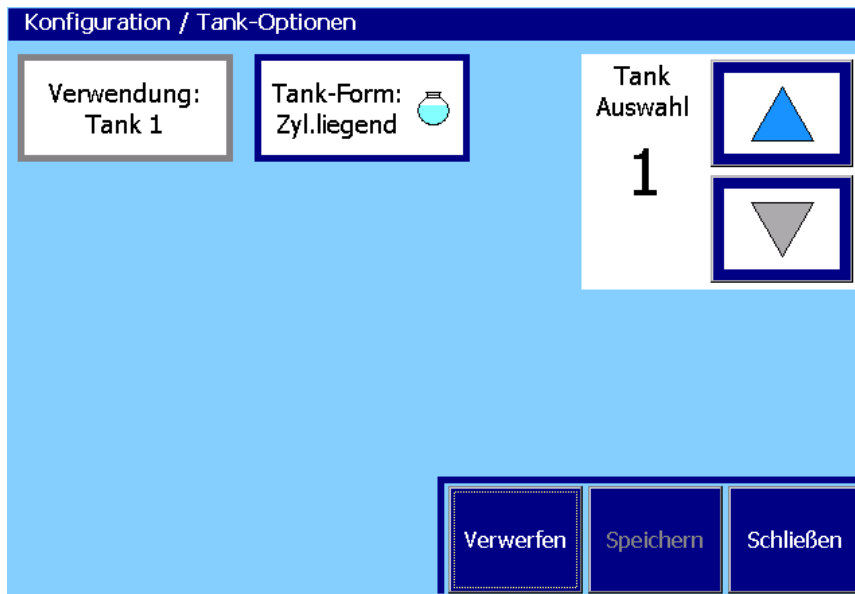 Konfiguration / Tank-Optionen
Verwendung:
Tank 1
Tank-Form:
Zyl.liegend
Tank
Auswahl
1
Verwerfen
Speichern
Schließen